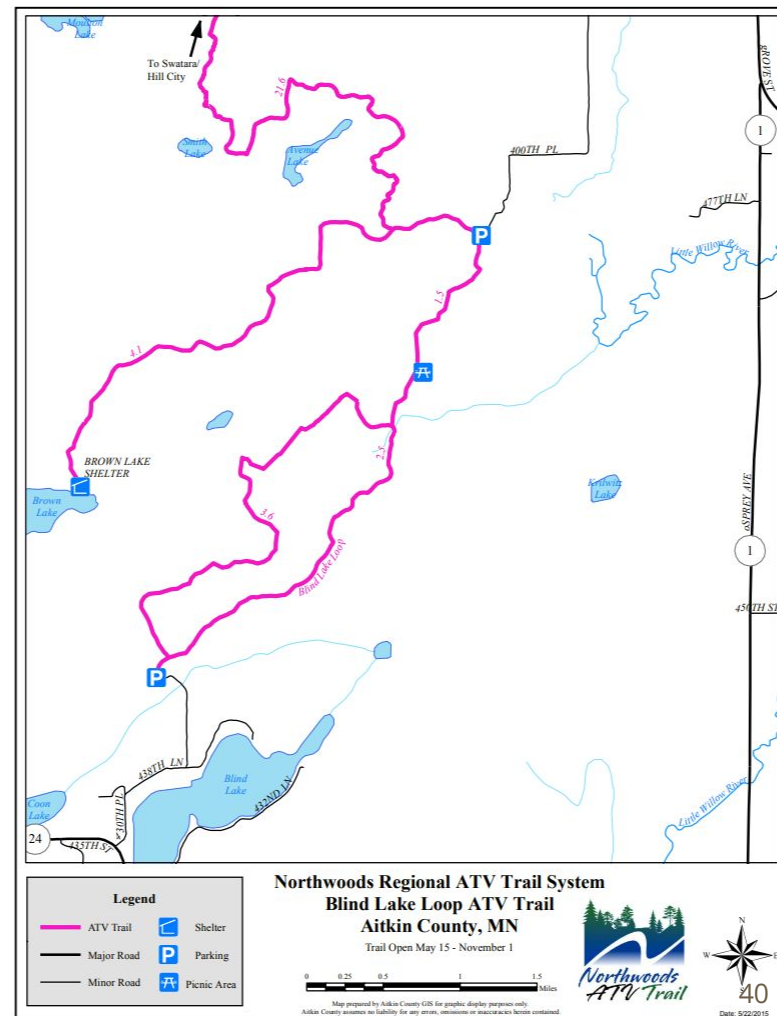 Moulton
Lake
To Swatara/
Hill City
21.6
Smith
Lake
Avenue
Lake
gROVE ST
1
400TH PL
477TH LN
P
Little Willow River
1.5
4.1
BROWN LAKE
SHELTER
2.5
Brown
Lake
3.6
Krilwitz
Lake
oSPREY AVE
1
Blind Lake Loop
450TH ST
P
438TH LN
Blind
Lake
432ND LN
Coon
Lake
430TH PL
24
435TH ST
Little Willow River
Legend
ATV Trail
Shelter
Major Road
P
Parking
Minor Road
Picnic Area
Northwoods Regional ATV Trail System
Blind Lake Loop ATV Trail
Aitkin County, MN
Trail Open May 15 - November 1
0 0.25 0.5 1 1.5
Miles
Map prepared by Aitkin County GIS for graphic display purposes only.
Aitkin County assumes no liability for any errors, omissions or inaccuracies herein contained.
Northwoods
ATV Trail
N
W E
S
40
Date: 5/22/2015